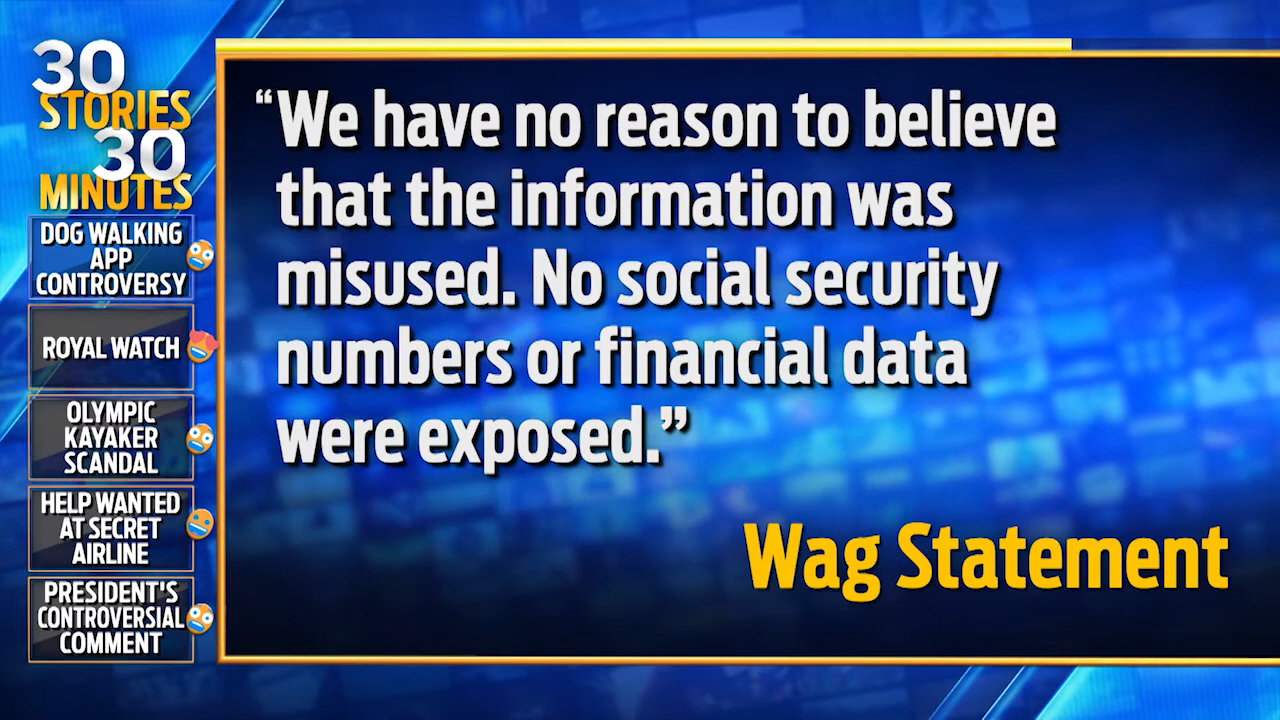 30
STORIES
30
MINUTES
DOG WALKING
APP
CONTROVERSY
ROYAL WATCH
OLYMPIC
KAYAKER
SCANDAL
HELP WANTED
AT SECRET
AIRLINE
PRESIDENT'S
CONTROVERSIAL
COMMENT
“We have no reason to believe
that the information was
misused. No social security
numbers or financial data
were exposed.”
Wag Statement